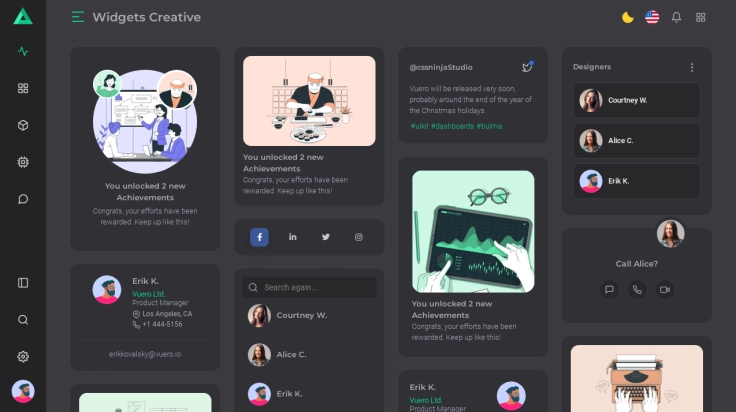 Widgets Creative
You unlocked 2 new
Achievements
Congrats, your efforts have been
rewarded. Keep up like this!
Erik K.
Vuero Ltd.
Product Manager
Los Angeles, CA
+1 444-5156
erikkovalsky@vuero.io
You unlocked 2 new
Achievements
Congrats, your efforts have been
rewarded. Keep up like this!
Search again...
Courtney W.
Alice C.
Erik K.
@cssninjaStudio
Vuero will be released very soon,
probably around the end of the year of
the Christmas holidays.
#uikit #dashboards #bulma
You unlocked 2 new
Achievements
Congrats, your efforts have been
rewarded. Keep up like this!
Erik K.
Vuero Ltd.
Product Manager
Designers
Courtney W.
Alice C.
Erik K.
Call Alice?